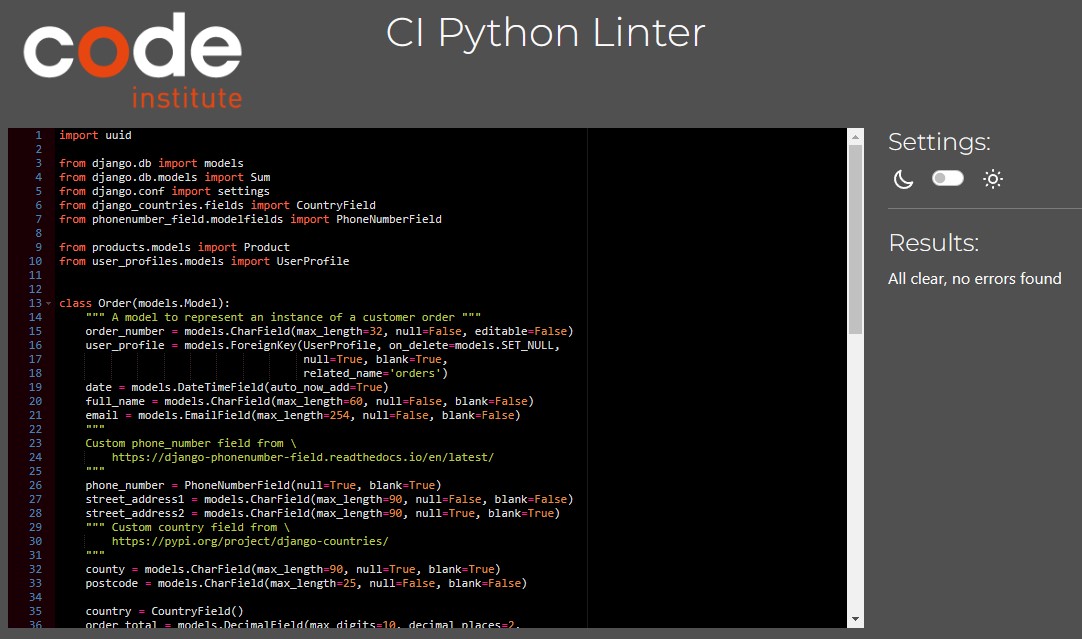 code
institute
CI Python Linter
1 import uuid
2
3 from django.db import models
4 from django.db.models import Sum
5 from django.conf import settings
6 from django_countries.fields import CountryField
7 from phonenumber_field.modelfields import PhoneNumberField
8
9 from products.models import Product
10 from user_profiles.models import UserProfile
11
12
13 class Order(models.Model):
14     """ A model to represent an instance of a customer order """
15     order_number = models.CharField(max_length=32, null=False, editable=False)
16     user_profile = models.ForeignKey(UserProfile, on_delete=models.SET_NULL,
17                                      null=True, blank=True,
18                                      related_name='orders')
19     date = models.DateTimeField(auto_now_add=True)
20     full_name = models.CharField(max_length=60, null=False, blank=False)
21     email = models.EmailField(max_length=254, null=False, blank=False)
22     """
23     Custom phone_number field from \
24         https://django-phonenumber-field.readthedocs.io/en/latest/
25     """
26     phone_number = PhoneNumberField(null=True, blank=True)
27     street_address1 = models.CharField(max_length=90, null=False, blank=False)
28     street_address2 = models.CharField(max_length=90, null=True, blank=True)
29     """ Custom country field from \
30         https://pypi.org/project/django-countries/
31     """
32     county = models.CharField(max_length=90, null=True, blank=True)
33     postcode = models.CharField(max_length=25, null=False, blank=False)
34
35     country = CountryField()
36     order_total = models.DecimalField(max_digits=10, decimal_places=2,
Settings:
Results:
All clear, no errors found